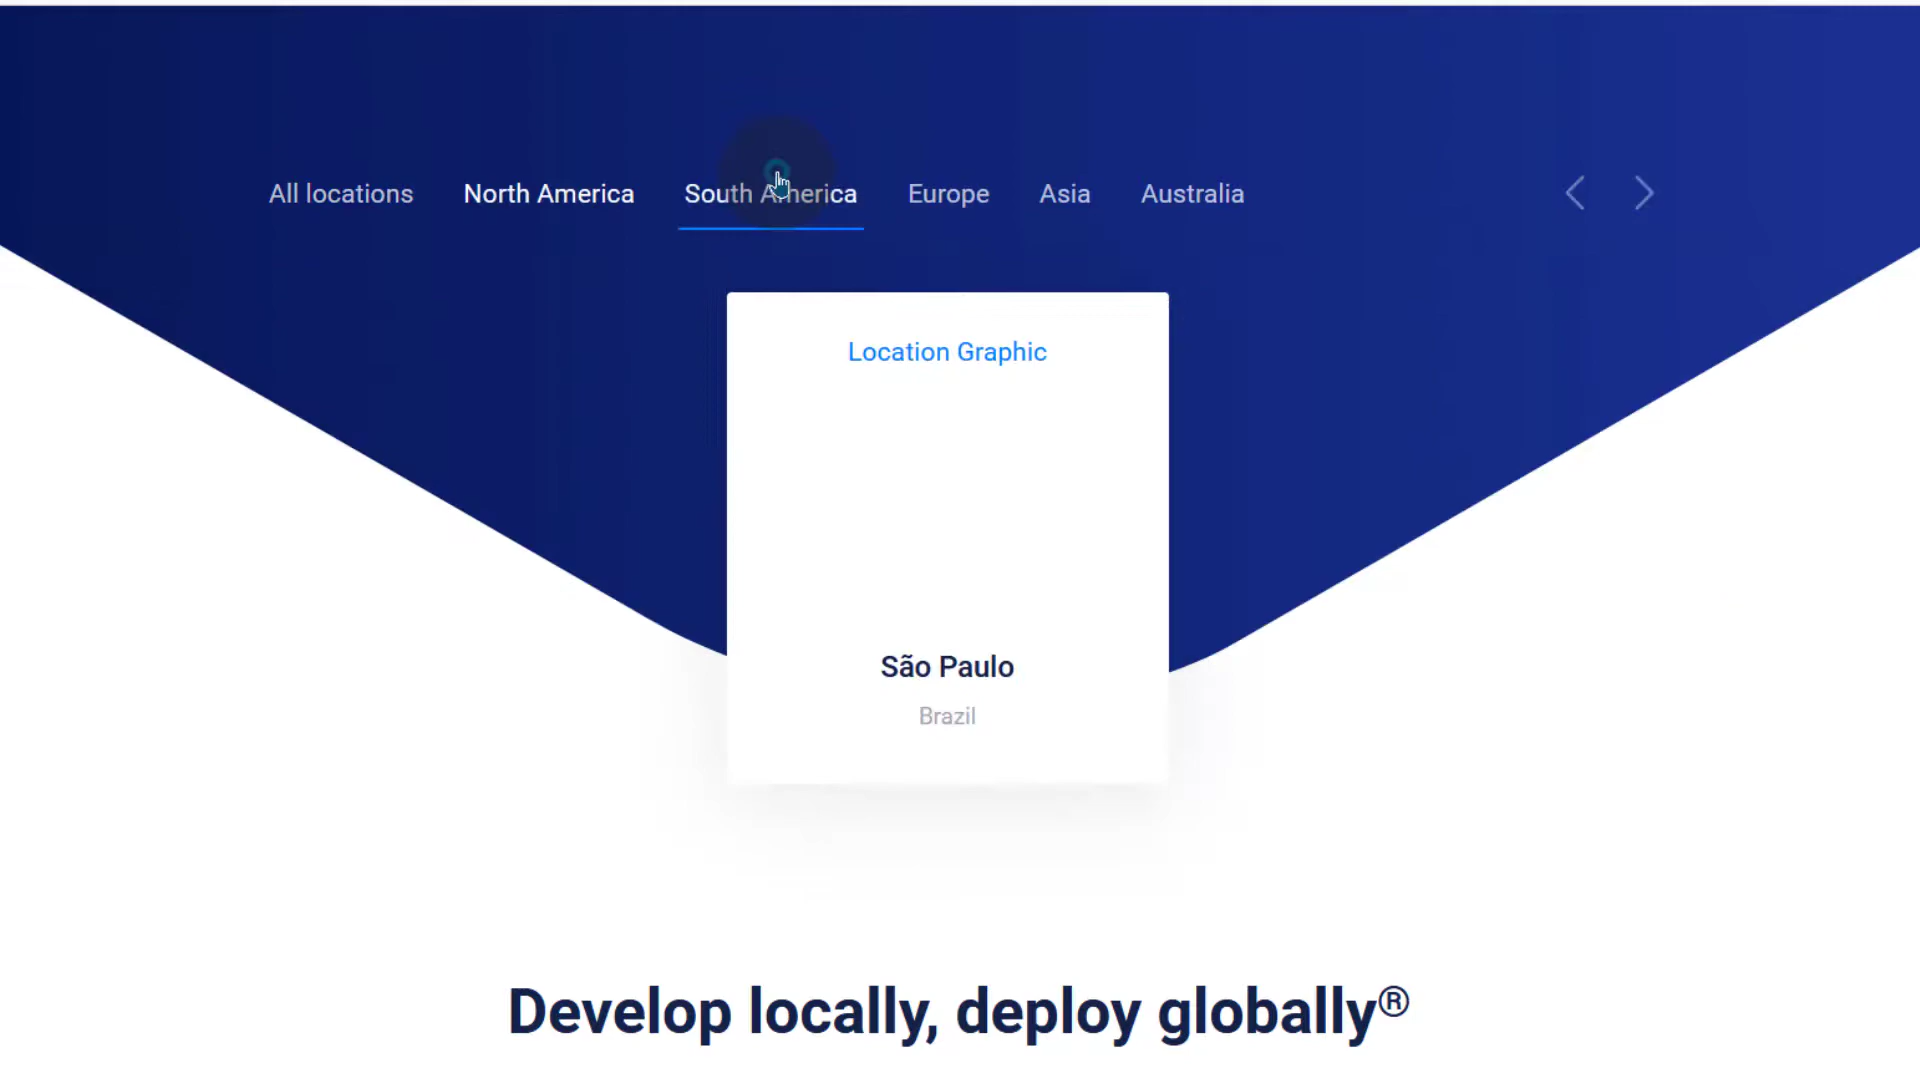 All locations North America South America Europe Asia Australia
Location Graphic
São Paulo
Brazil
Develop locally, deploy globally®